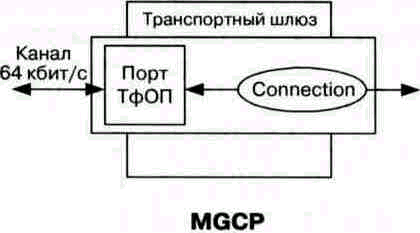 Транспортный шлюз
Канал
64 кбит/с
Порт
ТфОП
Connection
MGCP